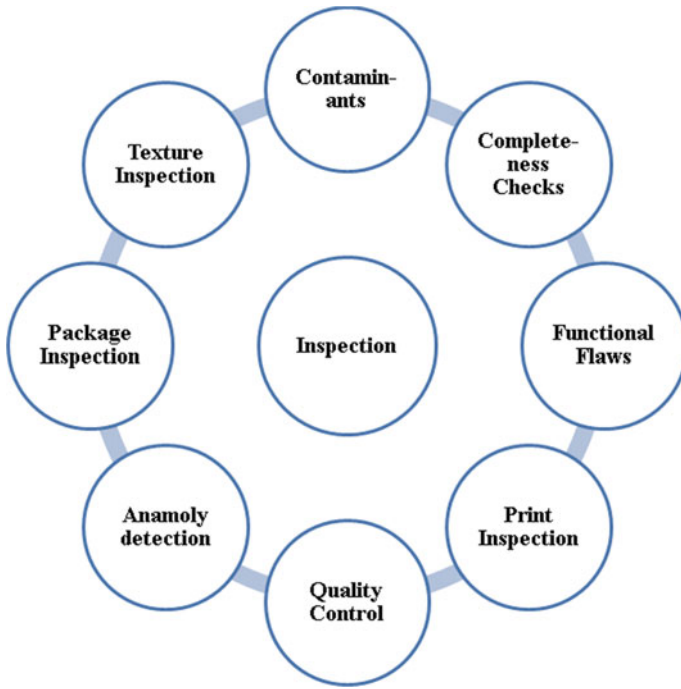 Contamin-
ants
Complete-
ness
Checks
Functional
Flaws
Print
Inspection
Quality
Control
Anamoly
detection
Package
Inspection
Texture
Inspection
Inspection